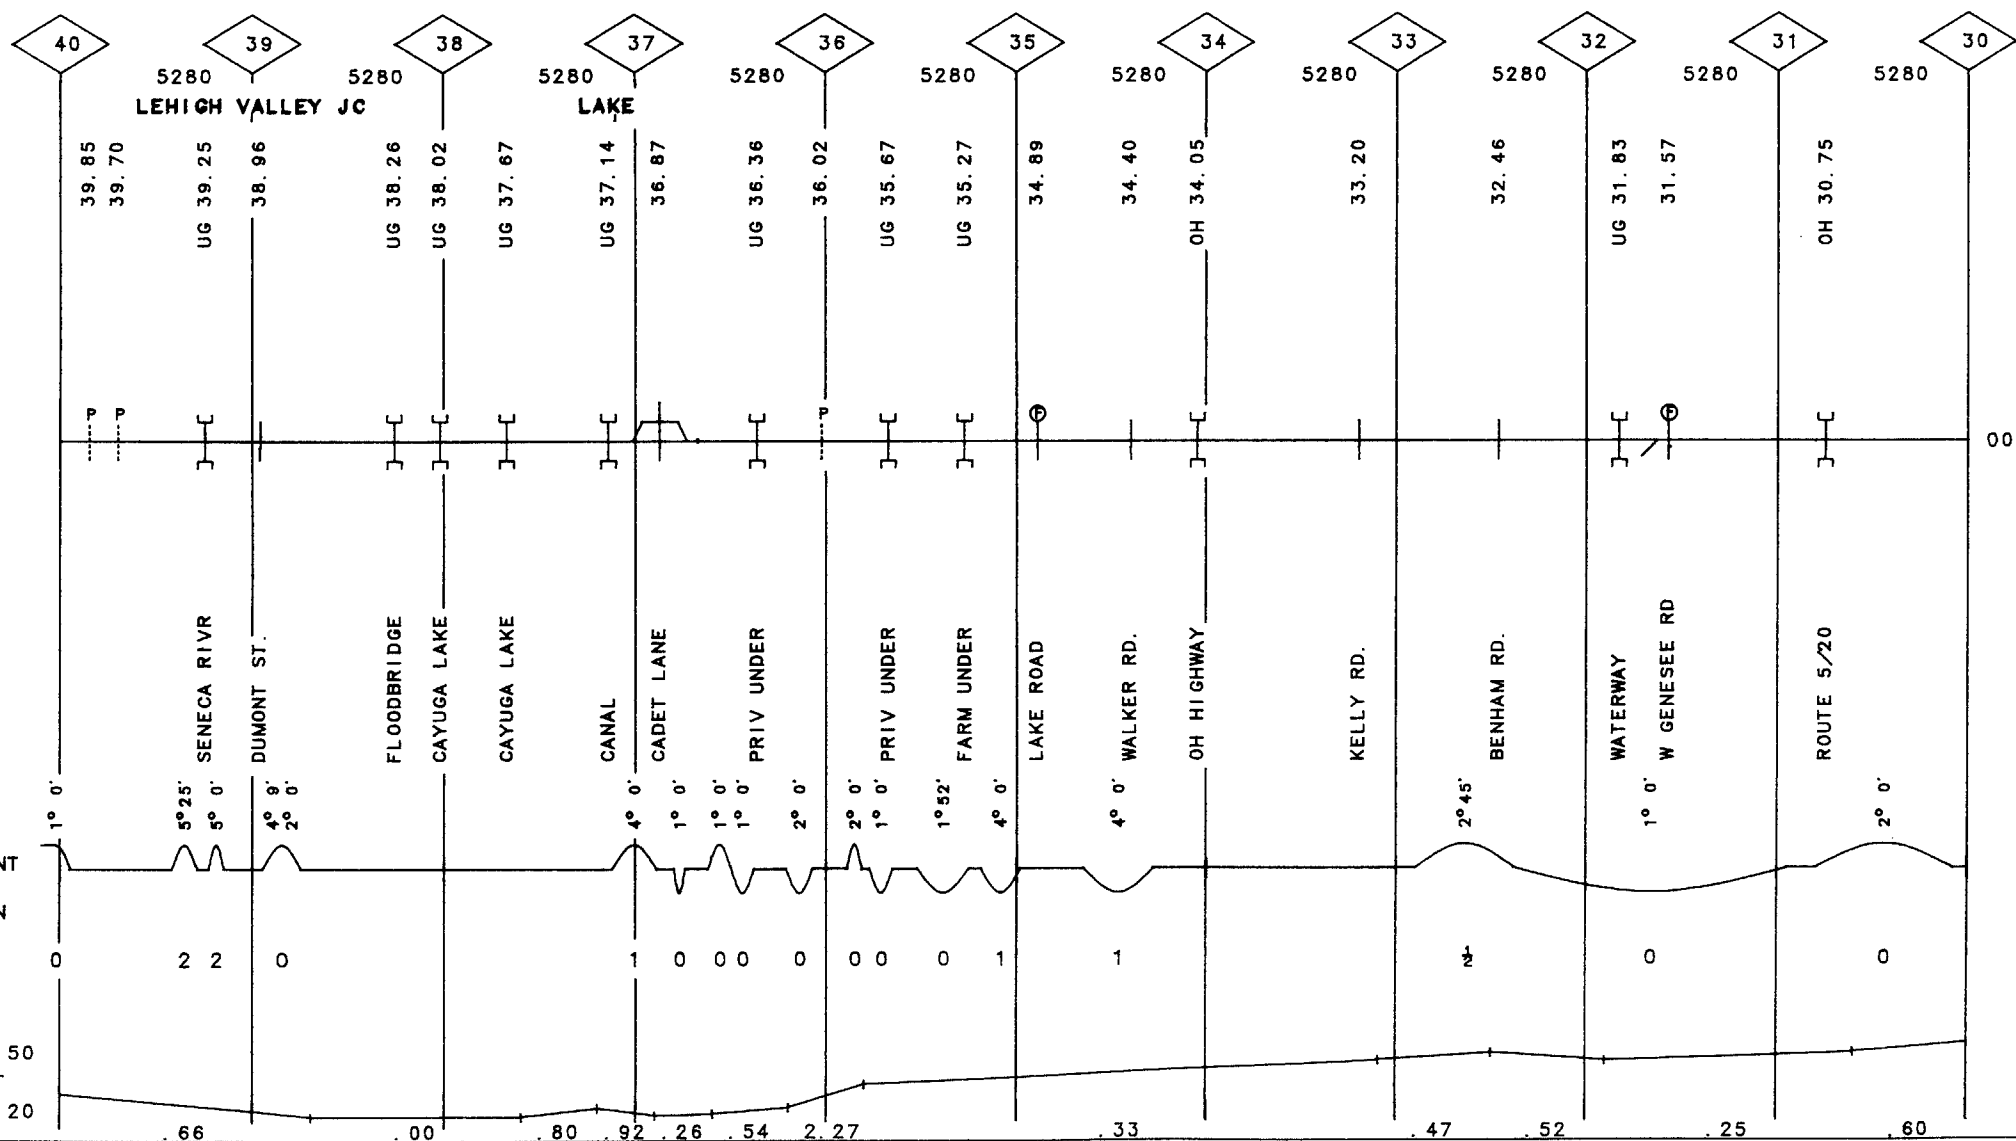 40 39 38 37 36 35 34 33 32 31 30
5280 5280 5280 5280 5280 5280 5280 5280 5280 5280
LEHIGH VALLEY JC LAKE
39.85
39.70
UG 39.25
38.96
UG 38.26
UG 38.02
UG 37.67
UG 37.14
36.87
UG 36.36
36.02
UG 35.67
UG 35.27
34.89
34.40
OH 34.05
33.20
32.46
UG 31.83
31.57
OH 30.75
P P P F F
00
SENECA RIVR
DUMONT ST.
FLOODBRIDGE
CAYUGA LAKE
CAYUGA LAKE
CANAL
CADET LANE
PRIV UNDER
PRIV UNDER
FARM UNDER
LAKE ROAD
WALKER RD.
OH HIGHWAY
KELLY RD.
BENHAM RD.
WATERWAY
W GENESEE RD
ROUTE 5/20
1° 0'
5°25'
5° 0'
4° 9'
2° 0'
4° 0'
1° 0'
1° 0'
1° 0'
2° 0'
2° 0'
1° 0'
1°52'
4° 0'
4° 0'
2°45'
1° 0'
2° 0'
NT
N
0 2 2 0 1 0 0 0 0 0 0 0 1 1 ½ 0 0
50
20
.66 .00 .80 .92 .26 .54 2.27 .33 .47 .52 .25 .60